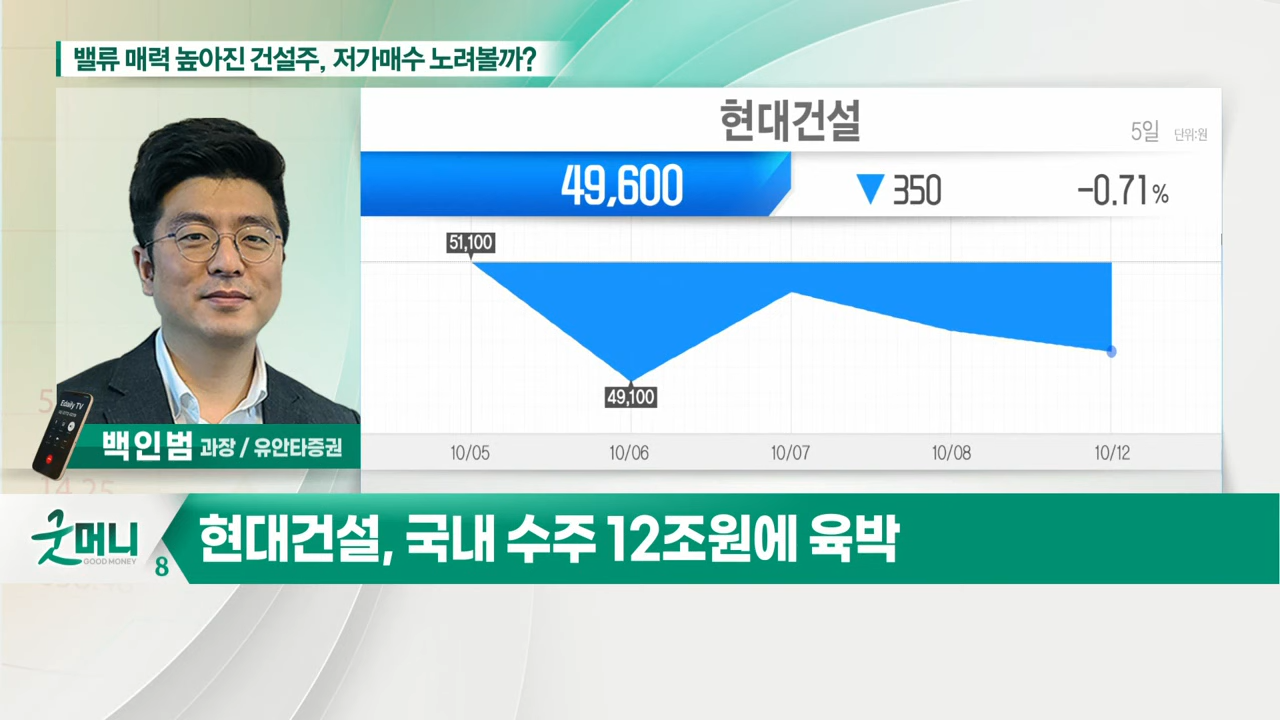 밸류 매력 높아진 건설주, 저가매수 노려볼까?
현대건설
5일 단위:원
49,600 ▼350 -0.71%
51,100
49,100
10/05 10/06 10/07 10/08 10/12
Edaily TV
백인범 과장 / 유안타증권
굿머니
GOOD MONEY
8
현대건설, 국내 수주 12조원에 육박